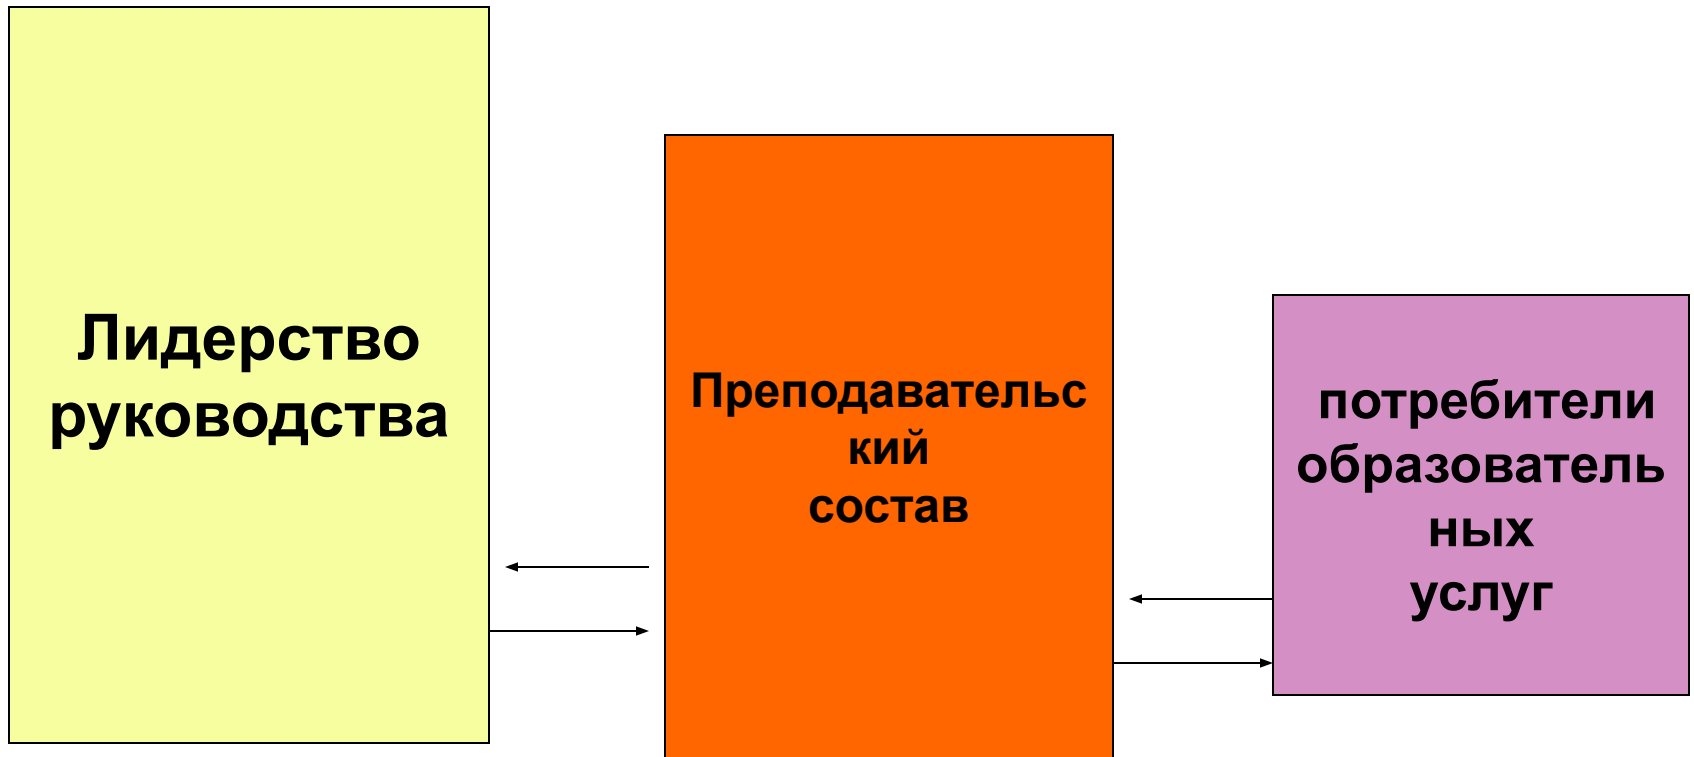 Лидерство
руководства
Преподавательс
кий
состав
потребители
образователь
ных
услуг